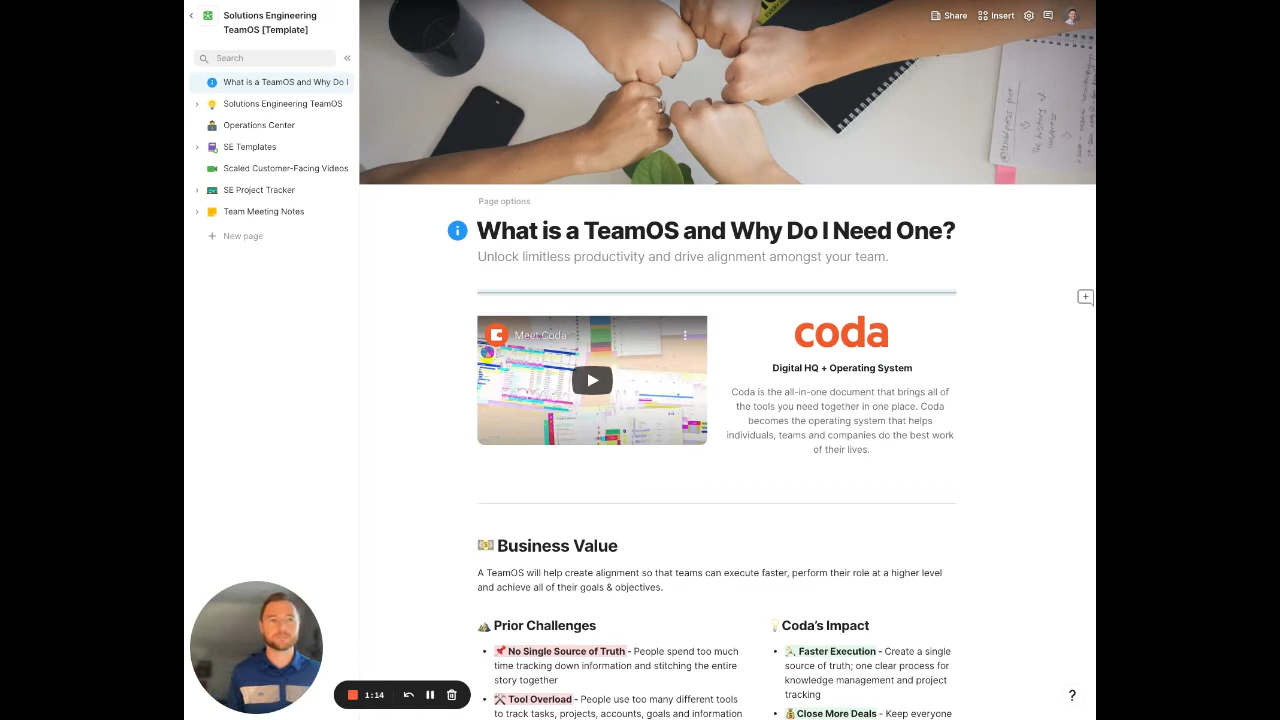 Solutions Engineering
TeamOS [Template]
Search
What is a TeamOS and Why Do I
Solutions Engineering TeamOS
Operations Center
SE Templates
Scaled Customer-Facing Videos
SE Project Tracker
Team Meeting Notes
New page
Share
Insert
Page options
What is a TeamOS and Why Do I Need One?
Unlock limitless productivity and drive alignment amongst your team.
Meet Coda
coda
Digital HQ + Operating System
Coda is the all-in-one document that brings all of
the tools you need together in one place. Coda
becomes the operating system that helps
individuals, teams and companies do the best work
of their lives.
Business Value
A TeamOS will help create alignment so that teams can execute faster, perform their role at a higher level
and achieve all of their goals & objectives.
Prior Challenges
• No Single Source of Truth - People spend too much
time tracking down information and stitching the entire
story together
• Tool Overload - People use too many different tools
to track tasks, projects, accounts, goals and information
Coda's Impact
• Faster Execution - Create a single
source of truth; one clear process for
knowledge management and project
tracking
• Close More Deals - Keep everyone
1:14
?